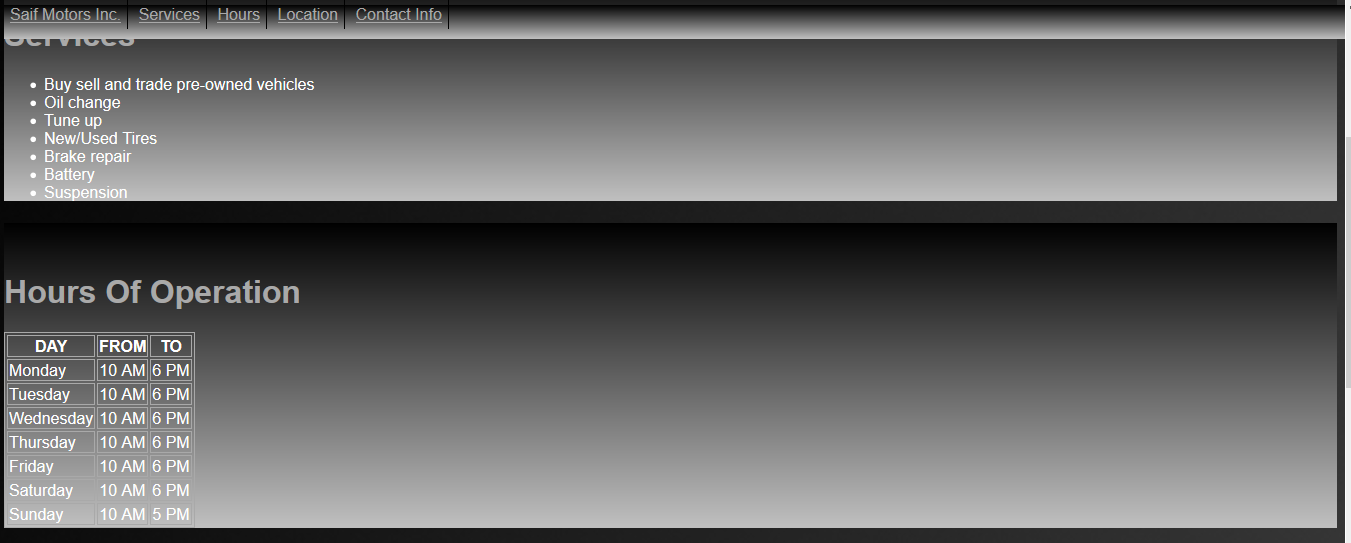 Saif Motors Inc. Services Hours Location Contact Info
Services
Buy sell and trade pre-owned vehicles
Oil change
Tune up
New/Used Tires
Brake repair
Battery
Suspension
Hours Of Operation
DAY FROM TO
Monday 10 AM 6 PM
Tuesday 10 AM 6 PM
Wednesday 10 AM 6 PM
Thursday 10 AM 6 PM
Friday 10 AM 6 PM
Saturday 10 AM 6 PM
Sunday 10 AM 5 PM